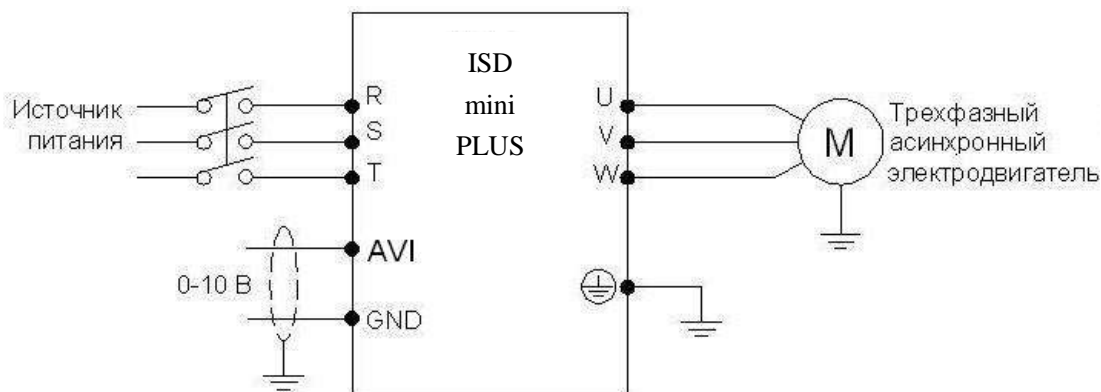 ISD
mini
PLUS
Источник
питания
R
S
T
U
V
W
M
Трехфазный
асинхронный
электродвигатель
AVI
0-10 В
GND